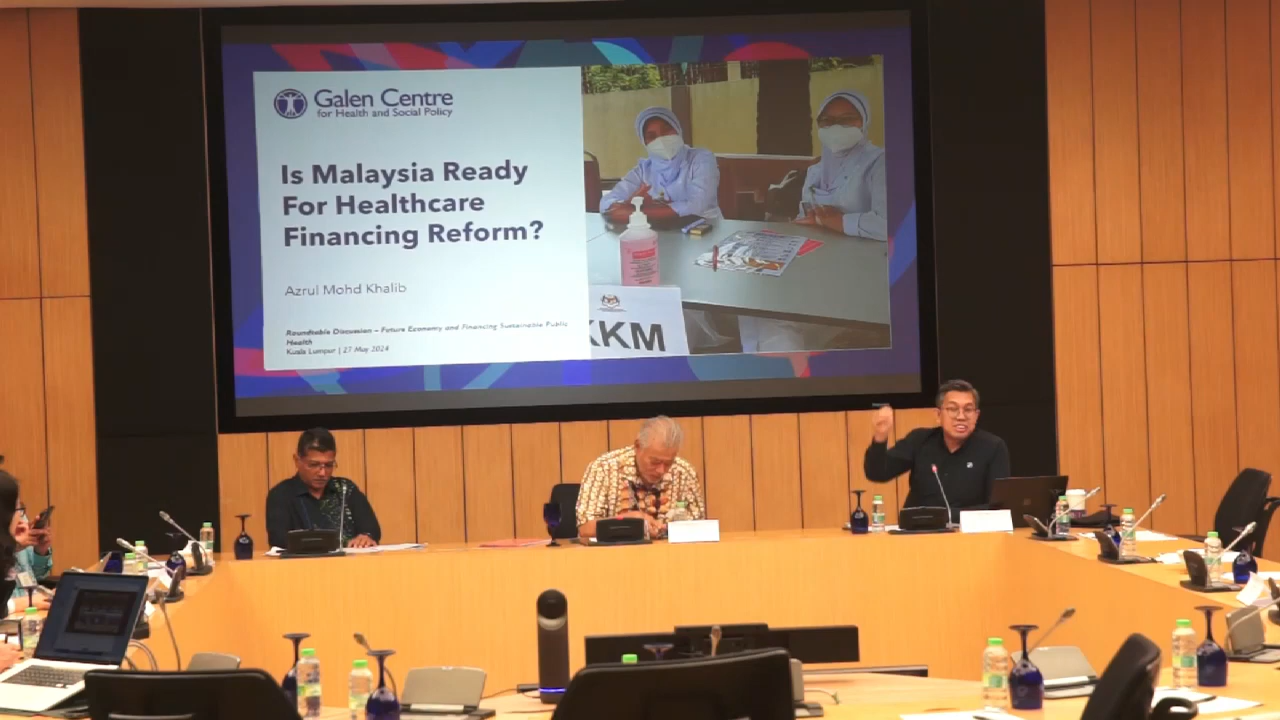 Galen Centre
for Health and Social Policy
Is Malaysia Ready
For Healthcare
Financing Reform?
Azrul Mohd Khalib
Roundtable Discussion – Future Economy and Financing Sustainable Public
Health
Kuala Lumpur | 27 May 2024
KKM